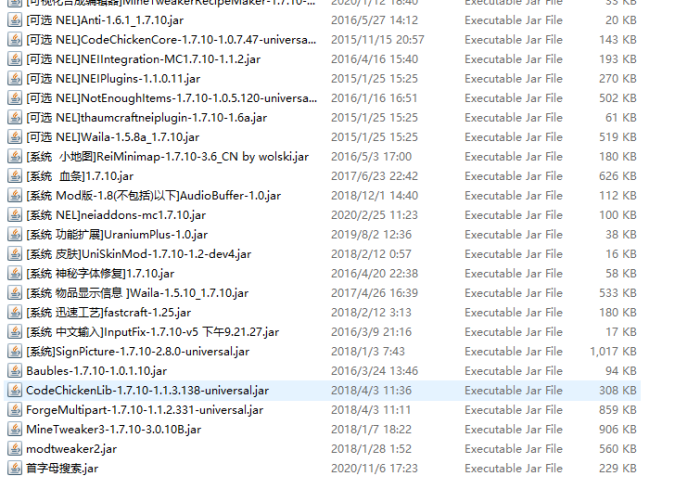 [可视化合成编辑器]MineTweakerRecipeMaker-1.7.10-... 2020/1/12 18:40 Executable Jar File 33 KB
[可选 NEL]Anti-1.6.1_1.7.10.jar 2016/5/27 14:12 Executable Jar File 20 KB
[可选 NEL]CodeChickenCore-1.7.10-1.0.7.47-universa... 2015/11/15 20:57 Executable Jar File 143 KB
[可选 NEL]NEIIntegration-MC1.7.10-1.1.2.jar 2016/4/16 15:40 Executable Jar File 193 KB
[可选 NEL]NEIPlugins-1.1.0.11.jar 2015/1/25 15:25 Executable Jar File 270 KB
[可选 NEL]NotEnoughItems-1.7.10-1.0.5.120-universa... 2016/1/16 16:51 Executable Jar File 502 KB
[可选 NEL]thaumcraftneiplugin-1.7.10-1.6a.jar 2015/1/25 15:25 Executable Jar File 61 KB
[可选 NEL]Waila-1.5.8a_1.7.10.jar 2015/1/25 15:25 Executable Jar File 519 KB
[系统 小地图]ReiMinimap-1.7.10-3.6_CN by wolski.jar 2016/5/3 17:00 Executable Jar File 180 KB
[系统 血条]1.7.10.jar 2017/6/23 22:42 Executable Jar File 626 KB
[系统 Mod版-1.8(不包括)以下]AudioBuffer-1.0.jar 2018/12/1 14:40 Executable Jar File 112 KB
[系统 NEL]neiaddons-mc1.7.10.jar 2020/2/25 11:23 Executable Jar File 100 KB
[系统 功能扩展]UraniumPlus-1.0.jar 2019/8/2 12:36 Executable Jar File 38 KB
[系统 皮肤]UniSkinMod-1.7.10-1.2-dev4.jar 2018/2/12 0:57 Executable Jar File 16 KB
[系统 神秘字体修复]1.7.10.jar 2016/4/20 22:38 Executable Jar File 58 KB
[系统 物品显示信息 ]Waila-1.5.10_1.7.10.jar 2017/4/26 16:39 Executable Jar File 533 KB
[系统 迅速工艺]fastcraft-1.25.jar 2018/2/12 3:13 Executable Jar File 180 KB
[系统 中文输入]InputFix-1.7.10-v5 下午9.21.27.jar 2016/3/9 21:16 Executable Jar File 17 KB
[系统]SignPicture-1.7.10-2.8.0-universal.jar 2018/1/3 7:43 Executable Jar File 1,017 KB
Baubles-1.7.10-1.0.1.10.jar 2016/3/24 13:46 Executable Jar File 94 KB
CodeChickenLib-1.7.10-1.1.3.138-universal.jar 2018/4/3 11:36 Executable Jar File 308 KB
ForgeMultipart-1.7.10-1.1.2.331-universal.jar 2018/4/3 11:11 Executable Jar File 859 KB
MineTweaker3-1.7.10-3.0.10B.jar 2018/1/7 18:22 Executable Jar File 906 KB
modtweaker2.jar 2018/1/28 1:52 Executable Jar File 560 KB
首字母搜索.jar 2020/11/6 17:23 Executable Jar File 229 KB